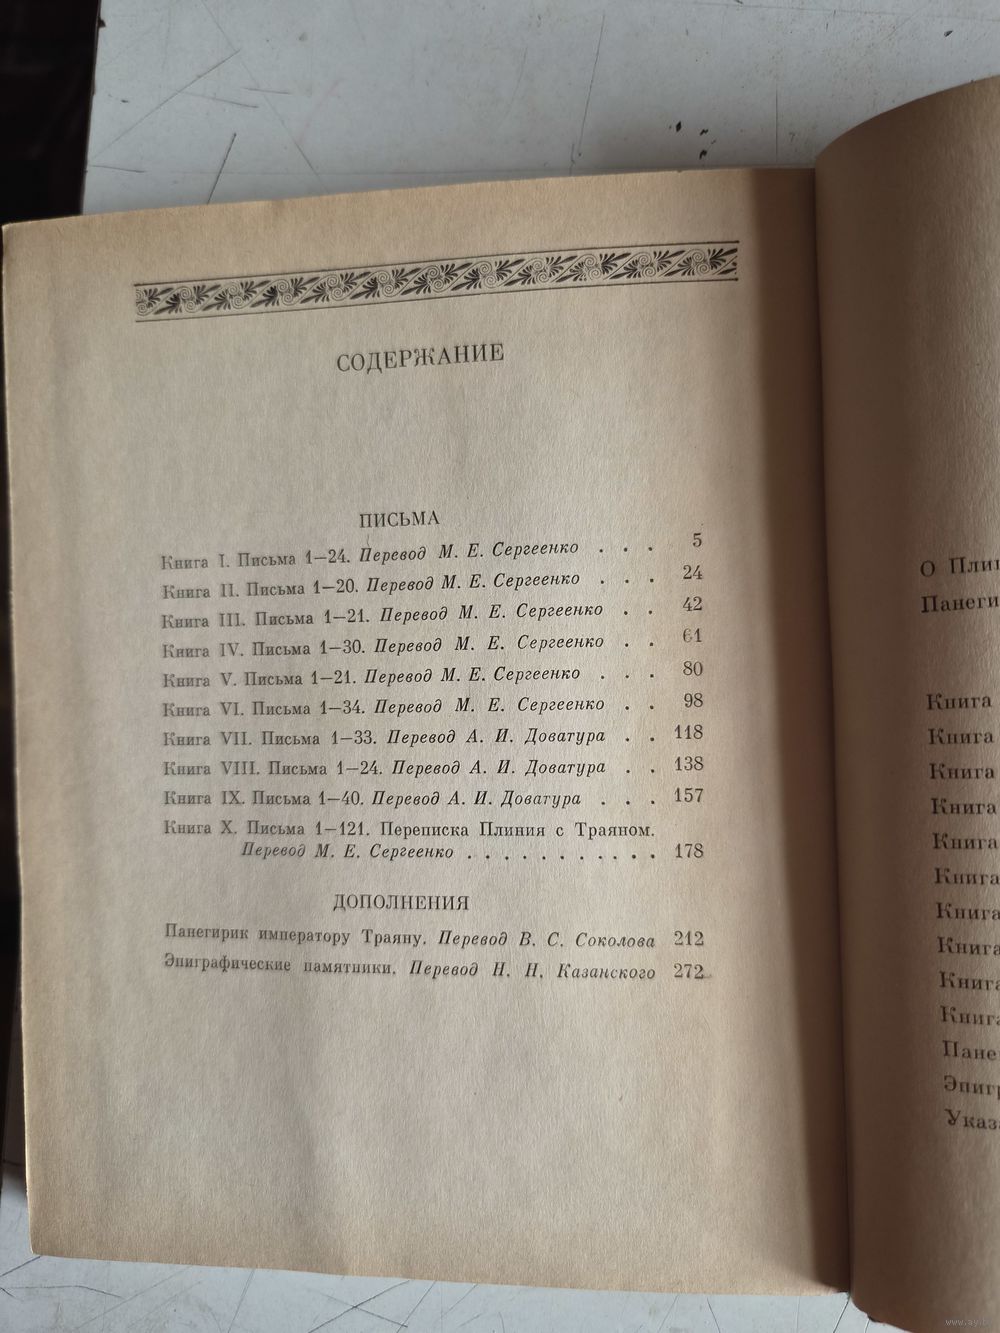 СОДЕРЖАНИЕ
ПИСЬМА
Книга I. Письма 1—24. Перевод М. Е. Сергеенко . . . 5
Книга II. Письма 1—20. Перевод М. Е. Сергеенко . . . 24
Книга III. Письма 1—21. Перевод М. Е. Сергеенко . . 42
Книга IV. Письма 1—30. Перевод М. Е. Сергеенко . . 61
Книга V. Письма 1—21. Перевод М. Е. Сергеенко . . . 80
Книга VI. Письма 1—34. Перевод М. Е. Сергеенко . . 98
Книга VII. Письма 1—33. Перевод А. И. Доватура . . 118
Книга VIII. Письма 1—24. Перевод А. И. Доватура . . 138
Книга IX. Письма 1—40. Перевод А. И. Доватура . . . 157
Книга X. Письма 1—121. Переписка Плиния с Траяном.
Перевод М. Е. Сергеенко . . . . . . . . . . . 178
ДОПОЛНЕНИЯ
Панегирик императору Траяну. Перевод В. С. Соколова 212
Эпиграфические памятники. Перевод Н. Н. Казанского 272
О Плин
Панеги
Книга
Книга
Книга
Книга
Книга
Книга
Книга
Книга
Книга
Книга
Пане
Эпигр
Указа